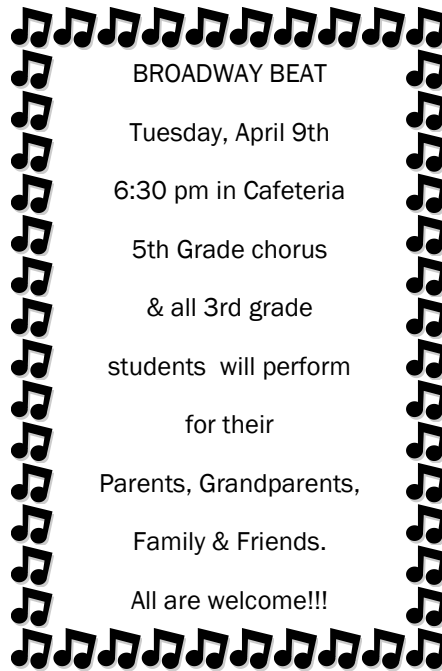 BROADWAY BEAT
Tuesday, April 9th
6:30 pm in Cafeteria
5th Grade chorus
& all 3rd grade
students  will perform
for their
Parents, Grandparents,
Family & Friends.
All are welcome!!!